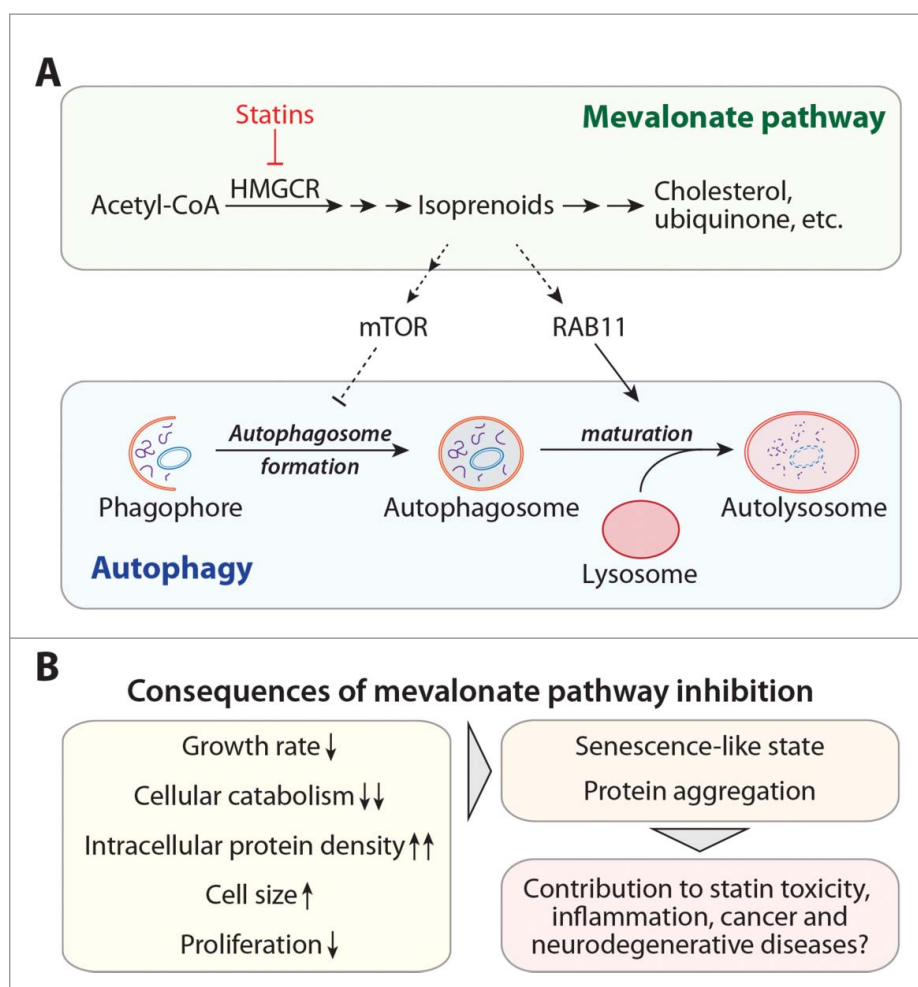 A
Statins
Mevalonate pathway
HMGCR
Acetyl-CoA
Isoprenoids
Cholesterol,
ubiquinone, etc.
mTOR
RAB11
Autophagosome
formation
maturation
Phagophore
Autophagosome
Autolysosome
Autophagy
Lysosome
B
Consequences of mevalonate pathway inhibition
Growth rate ↓
Cellular catabolism ↓↓
Intracellular protein density ↑↑
Cell size ↑
Proliferation ↓
Senescence-like state
Protein aggregation
Contribution to statin toxicity,
inflammation, cancer and
neurodegenerative diseases?